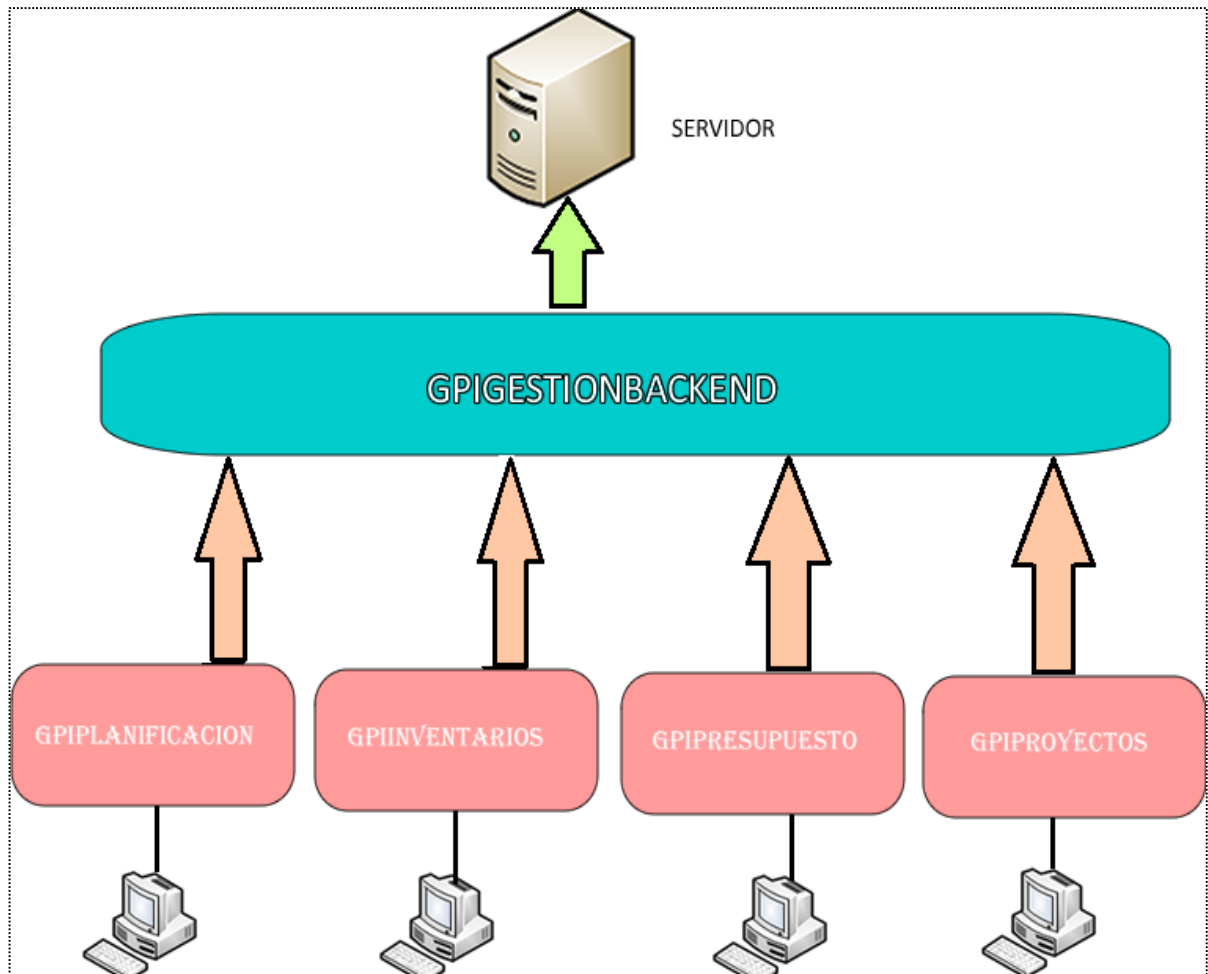 SERVIDOR
GPIGESTIONBACKEND
GPIPLANIFICACION
GPIINVENTARIOS
GPIPRESUPUESTO
GPIPROYECTOS